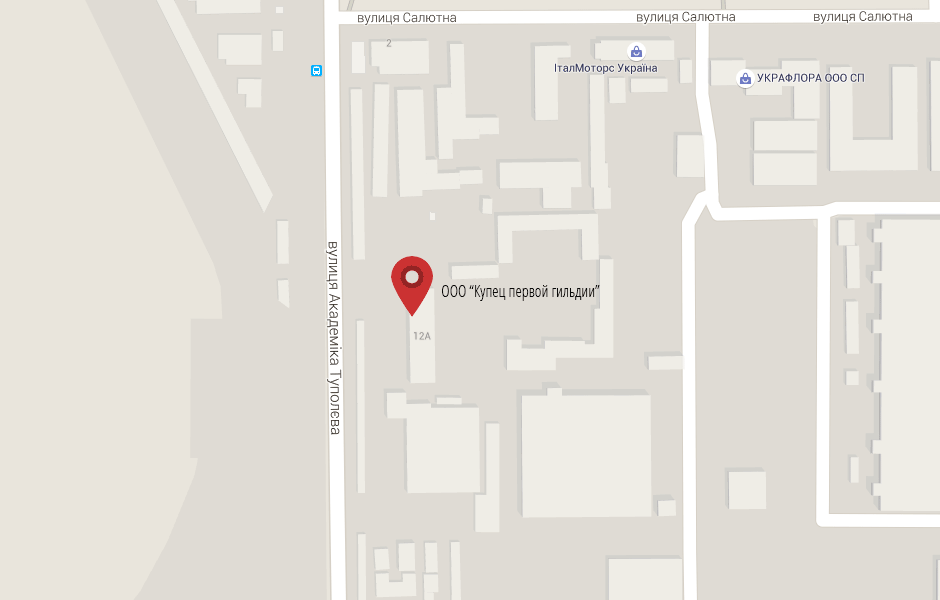 вулиця Салютна
вулиця Салютна
вулиця Салютна
2
ІталМоторс Україна
УКРАФЛОРА ООО СП
вулиця Академіка Туполєва
ООО “Купец первой гильдии”
12А